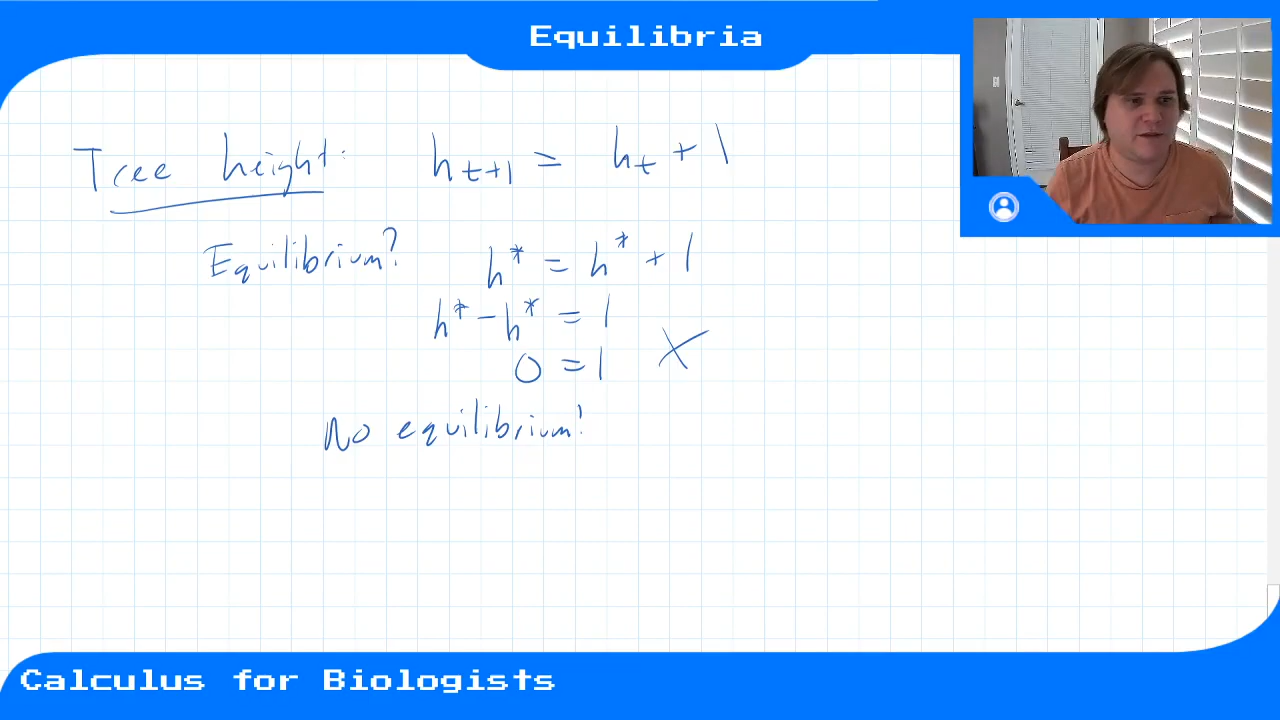 Equilibria
Tree height: h_{t+1} = h_t + 1
Equilibrium? h* = h* + 1
h* - h* = 1
0 = 1 X
No equilibrium!
Calculus for Biologists